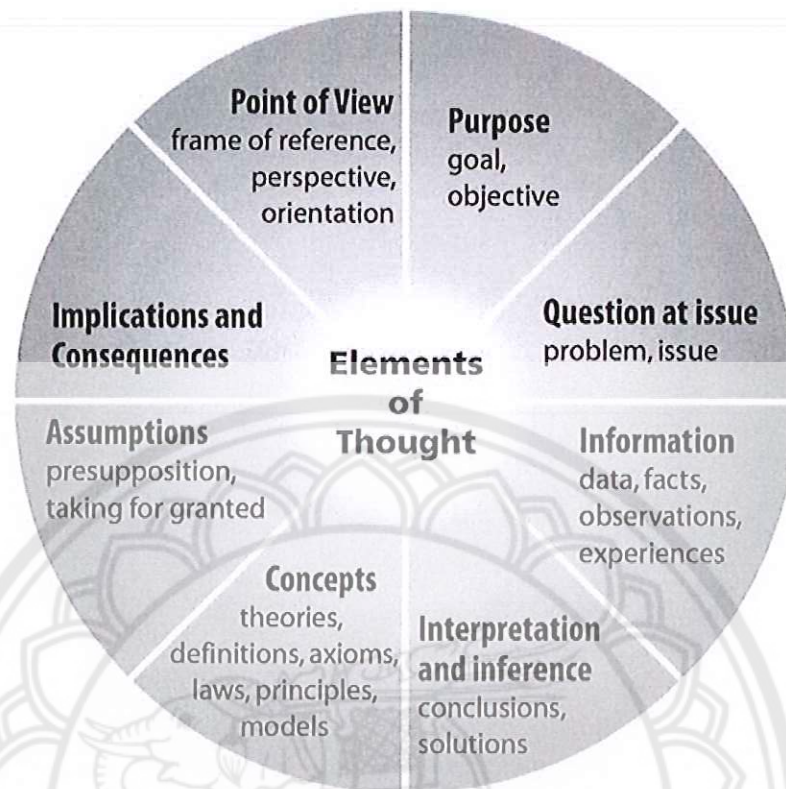 Point of View
frame of reference,
perspective,
orientation
Purpose
goal,
objective
Question at issue
problem, issue
Information
data, facts,
observations,
experiences
Interpretation
and inference
conclusions,
solutions
Concepts
theories,
definitions, axioms,
laws, principles,
models
Assumptions
presupposition,
taking for granted
Implications and
Consequences
Elements
of
Thought